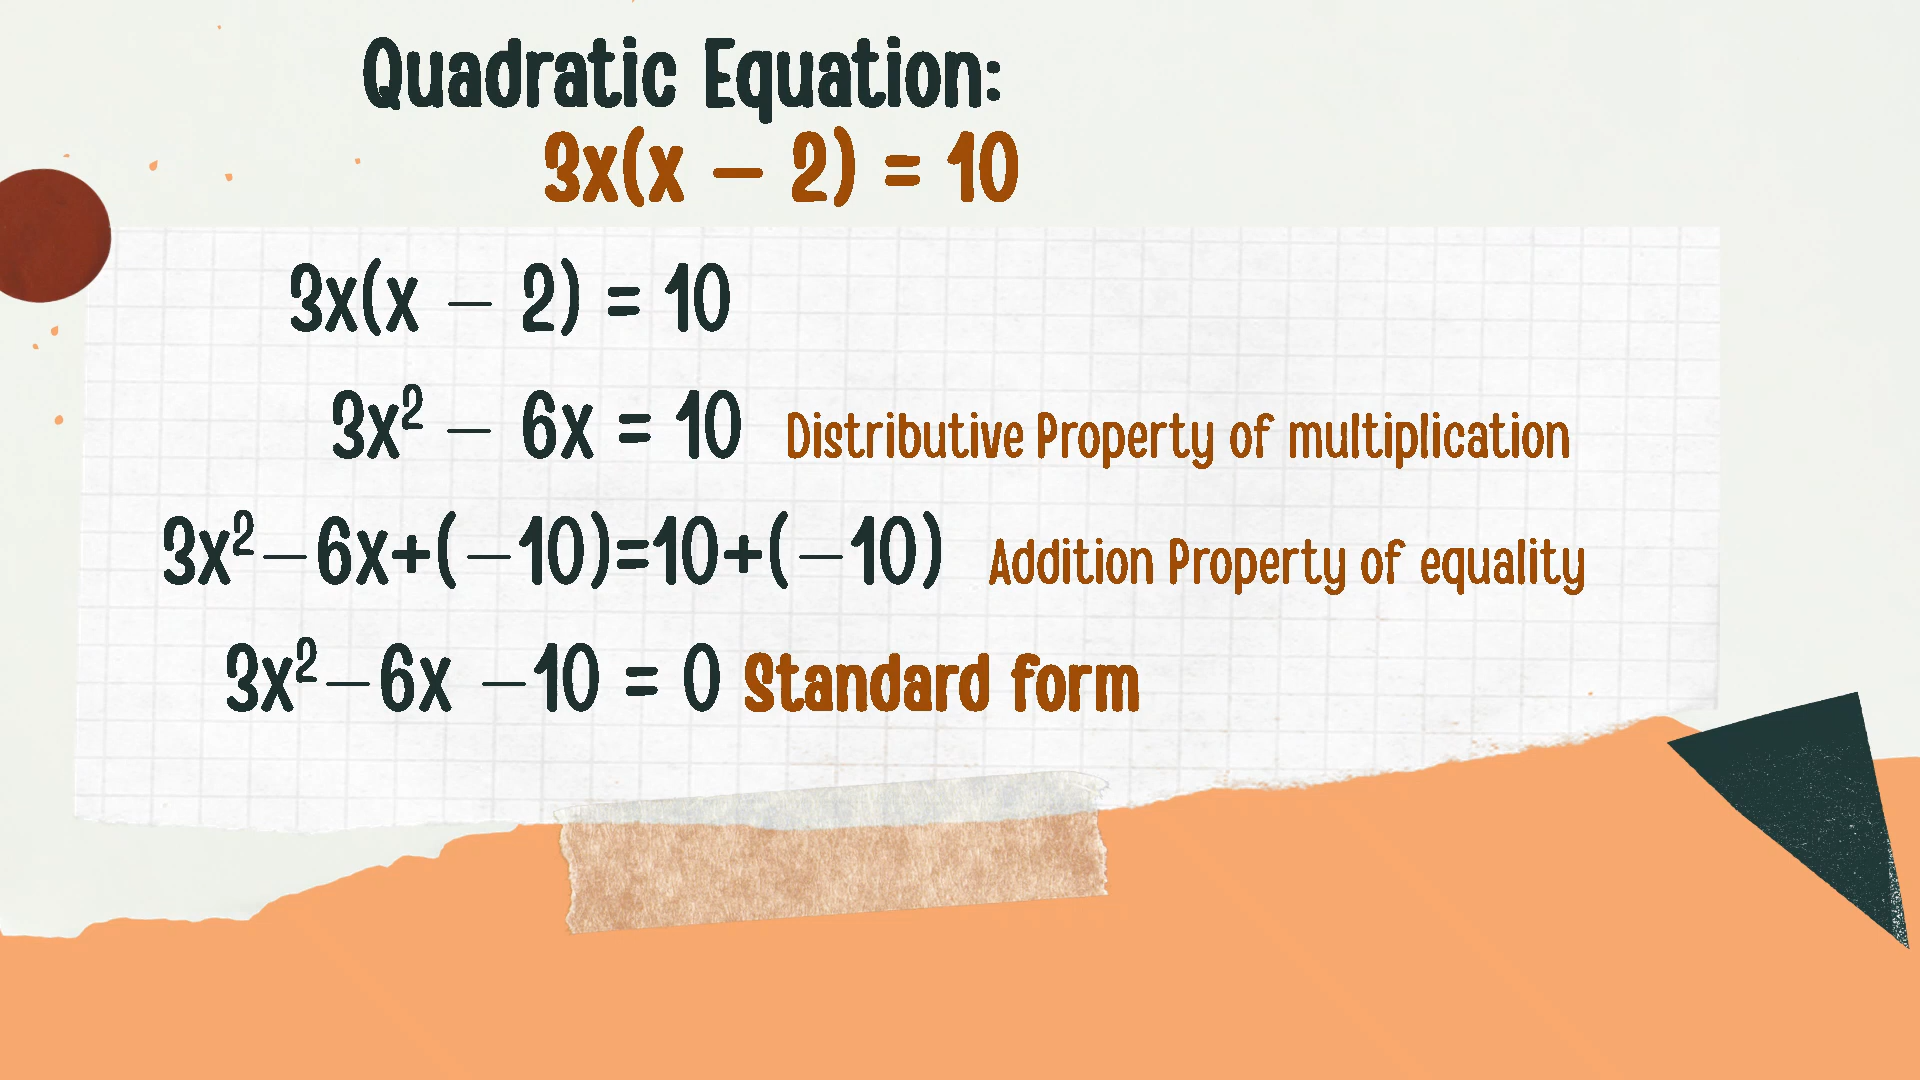 Quadratic Equation:
3x(x – 2) = 10
3x(x – 2) = 10
3x² – 6x = 10 Distributive Property of multiplication
3x²–6x+(–10)=10+(–10) Addition Property of equality
3x²–6x –10 = 0 Standard form